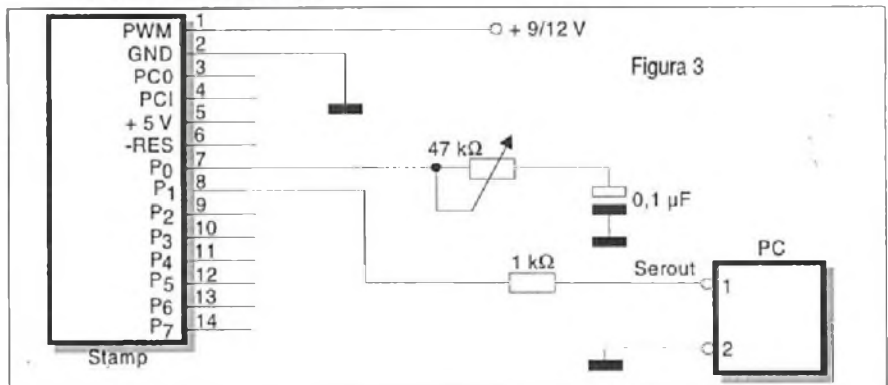 PWM 1
+ 9/12 V
GND 2
Figura 3
PC0 3
PCI 4
+ 5 V 5
-RES 6
P0 7
47 kΩ
P1 8
P2 9
0,1 µF
P3 10
P4 11
P5 12
P6 13
P7 14
1 kΩ
Serout
PC
1
2
Stamp